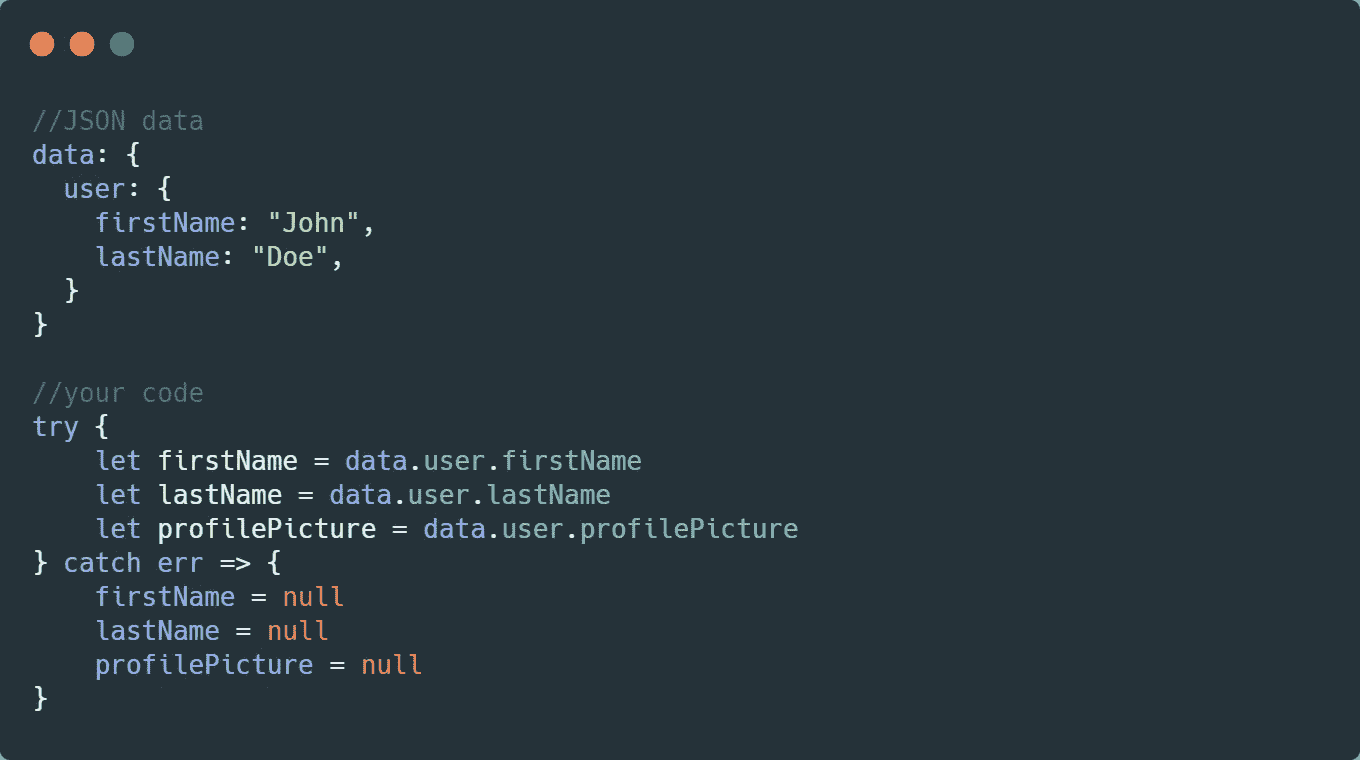 //JSON data
data: {
  user: {
    firstName: "John",
    lastName: "Doe",
  }
}
//your code
try {
    let firstName = data.user.firstName
    let lastName = data.user.lastName
    let profilePicture = data.user.profilePicture
} catch err => {
    firstName = null
    lastName = null
    profilePicture = null
}